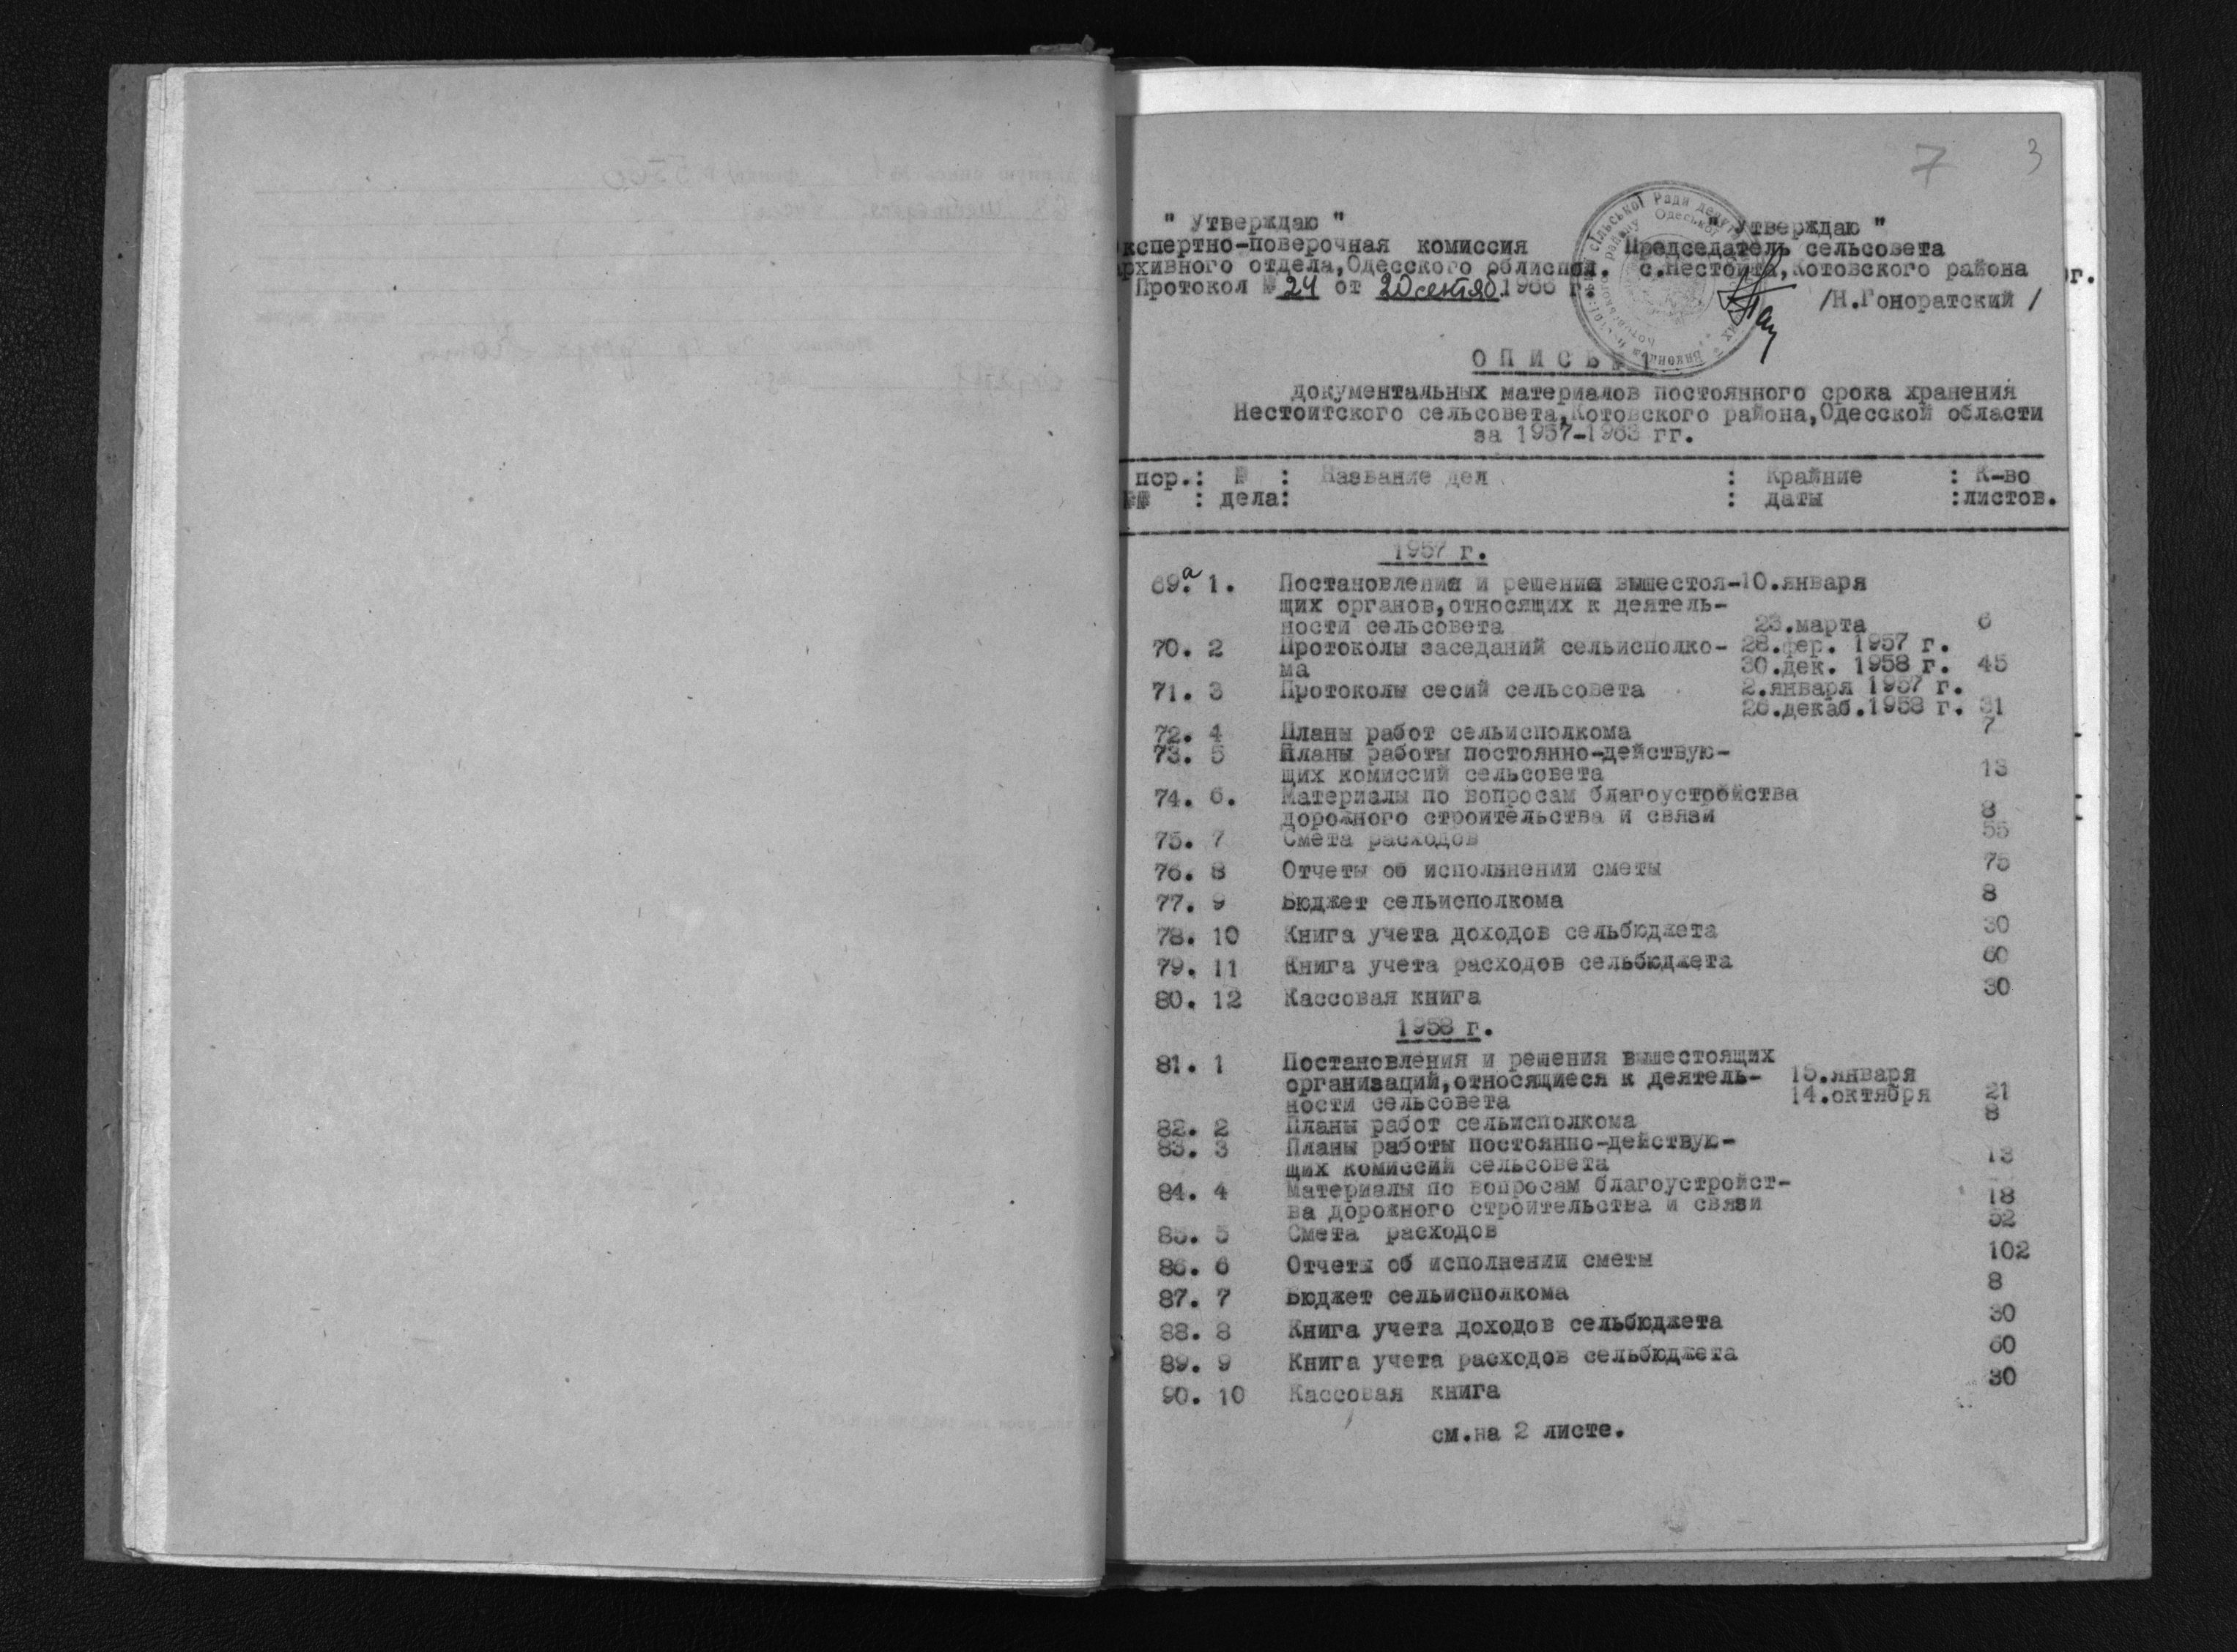 7 3
" Утверждаю " " Утверждаю "
кспертно-поверочная комиссия Председатель сельсовета
рхивного отдела,Одесского облиспол. с.Нестоита,Котовского района
Протокол № 24 от 20 сентяб 1966 г. /Н.Гоноратский /
г.
О П И С Ь № 1
документальных материалов постоянного срока хранения
Нестоитского сельсовета,Котовского района,Одесской области
за 1957-1963 гг.
пор.: № : Название дел : Крайние : К-во
№№ : дела: : даты :листов.
1957 г.
69.а 1. Постановления и решения вышестоя-10.января
щих органов,относящих к деятель-
ности сельсовета 23.марта 6
70. 2 Протоколы заседаний сельисполко- 28.фер. 1957 г.
ма 30.дек. 1958 г. 45
71. 3 Протоколы сесий сельсовета 2.января 1957 г.
26.декаб.1958 г. 31
72. 4 Планы работ сельисполкома 7
73. 5 Планы работы постоянно-действую-
щих комиссий сельсовета 13
74. 6. Материалы по вопросам благоустройства
дорожного строительства и связи 8
75. 7 Смета расходов 55
76. 8 Отчеты об исполннении сметы 75
77. 9 Бюджет сельисполкома 8
78. 10 Книга учета доходов сельбюджета 30
79. 11 Книга учета расходов сельбюджета 60
80. 12 Кассовая книга 30
1958 г.
81. 1 Постановления и решения вышестоящих
организаций,относящиеся к деятель- 15.января
ности сельсовета 14.октября 21
82. 2 Планы работ сельисполкома 8
83. 3 Планы работы постоянно-действую-
щих комиссий сельсовета 13
84. 4 Материалы по вопросам благоустройст-
ва дорожного строительства и связи 18
85. 5 Смета расходов 52
86. 6 Отчеты об исполнении сметы 102
87. 7 Бюджет сельисполкома 8
88. 8 Книга учета доходов сельбюджета 30
89. 9 Книга учета расходов сельбюджета 60
90. 10 Кассовая книга 30
см.на 2 листе.